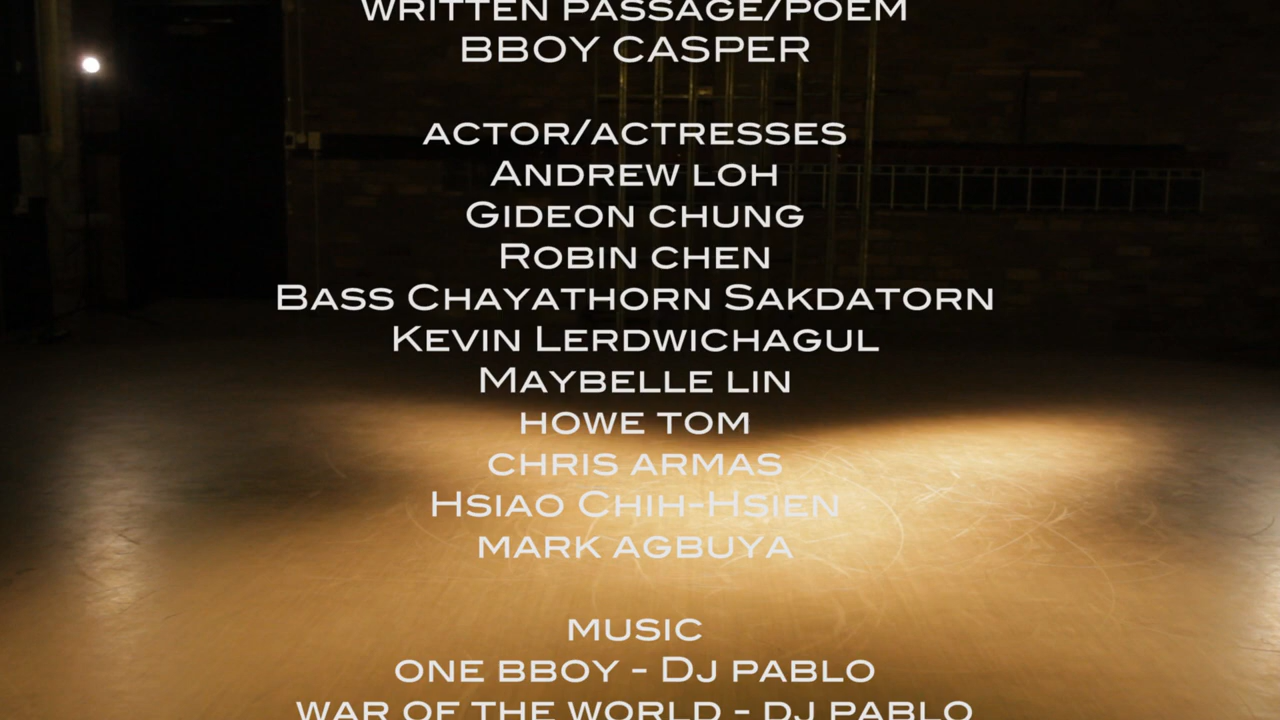 WRITTEN PASSAGE/POEM
BBOY CASPER
ACTOR/ACTRESSES
ANDREW LOH
GIDEON CHUNG
ROBIN CHEN
BASS CHAYATHORN SAKDATORN
KEVIN LERDWICHAGUL
MAYBELLE LIN
HOWE TOM
CHRIS ARMAS
HSIAO CHIH-HSIEN
MARK AGBUYA
MUSIC
ONE BBOY - DJ PABLO
WAR OF THE WORLD - DJ PABLO